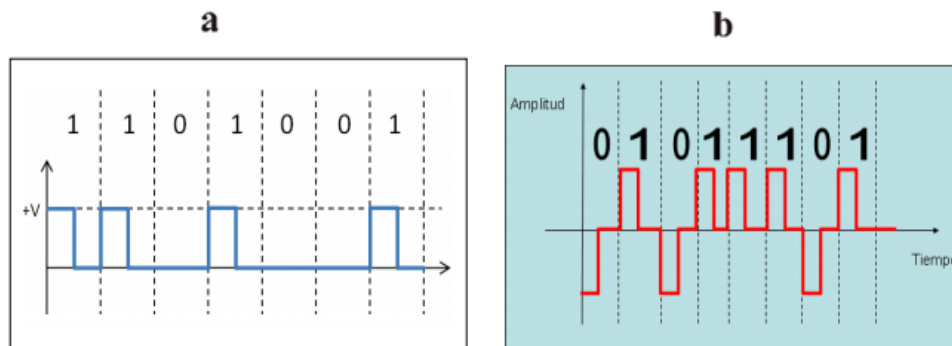 a
b
1 1 0 1 0 0 1
+V
Amplitud
0 1 0 1 1 1 0 1
Tiempo